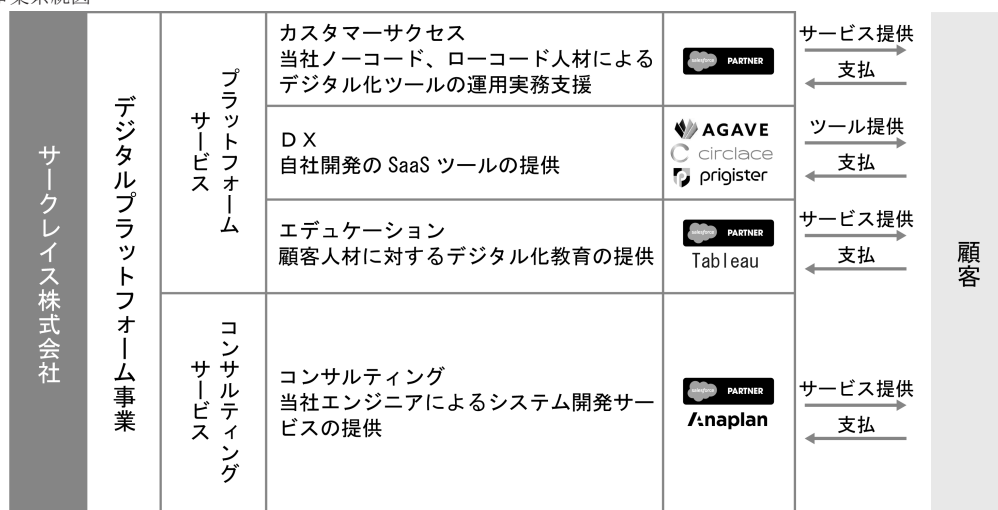 事業系統図
サークレイス株式会社
デジタルプラットフォーム事業
プラットフォーム
サービス
カスタマーサクセス
当社ノーコード、ローコード人材による
デジタル化ツールの運用実務支援
salesforce PARTNER
サービス提供
支払
DX
自社開発の SaaS ツールの提供
AGAVE
circlace
prigister
ツール提供
支払
エデュケーション
顧客人材に対するデジタル化教育の提供
salesforce PARTNER
Tableau
サービス提供
支払
コンサルティング
サービス
コンサルティング
当社エンジニアによるシステム開発サー
ビスの提供
salesforce PARTNER
Anaplan
サービス提供
支払
顧客